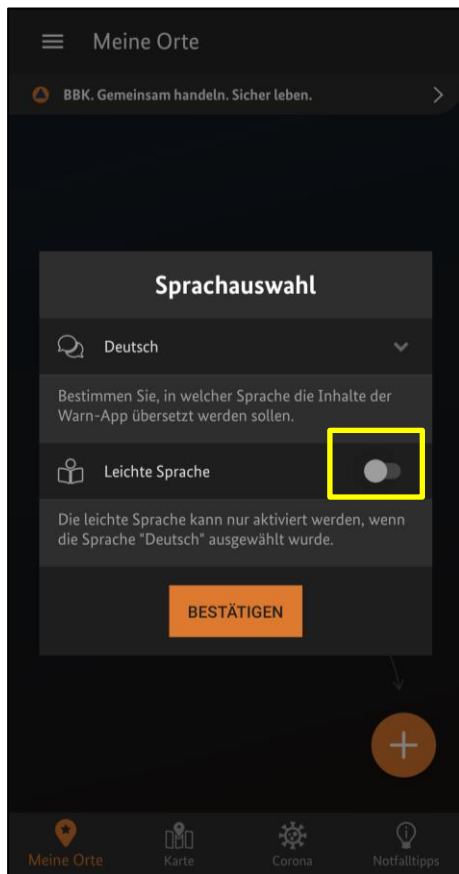 Meine Orte
BBK. Gemeinsam handeln. Sicher leben.
Sprachauswahl
Deutsch
Bestimmen Sie, in welcher Sprache die Inhalte der
Warn-App übersetzt werden sollen.
Leichte Sprache
Die leichte Sprache kann nur aktiviert werden, wenn
die Sprache "Deutsch" ausgewählt wurde.
BESTÄTIGEN
Meine Orte Karte Corona Notfalltipps